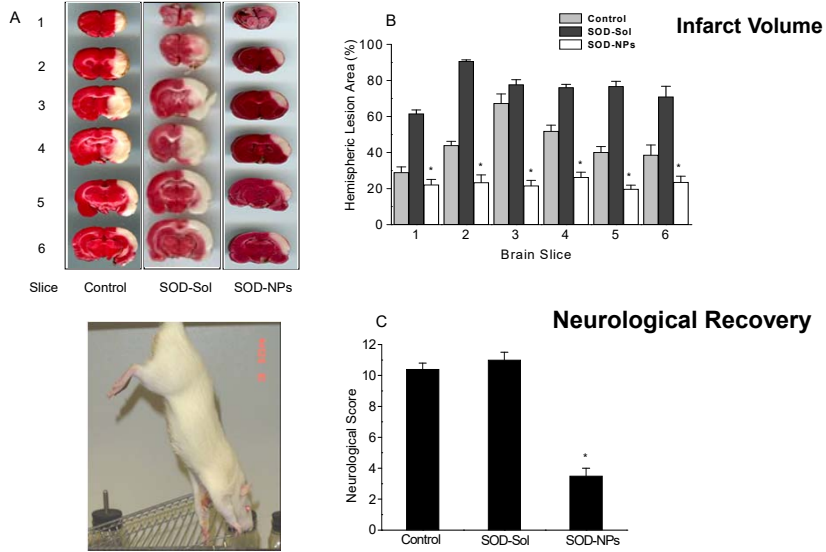 A
1
2
3
4
5
6
Slice Control SOD-Sol SOD-NPs
B
Infarct Volume
Control
SOD-Sol
SOD-NPs
Hemispheric Lesion Area (%)
100
80
60
40
20
0
* * * * * *
1 2 3 4 5 6
Brain Slice
C
Neurological Recovery
Neurological Score
12
10
8
6
4
2
0
*
Control SOD-Sol SOD-NPs